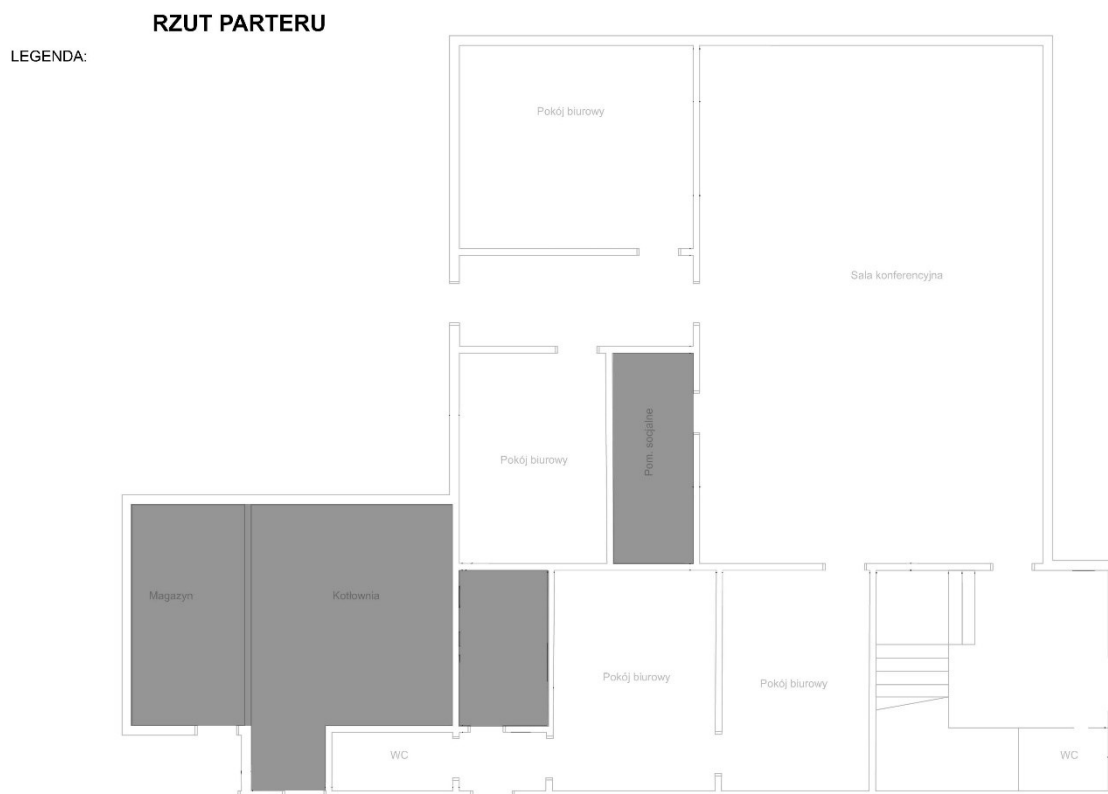 RZUT PARTERU
LEGENDA:
Pokój biurowy
Sala konferencyjna
Pom. socjalne
Pokój biurowy
Magazyn
Kotłownia
Pokój biurowy
Pokój biurowy
WC
WC